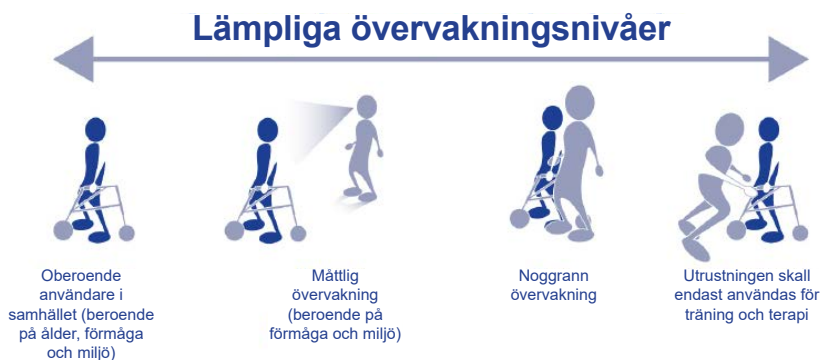 Lämpliga övervakningsnivåer
Oberoende
användare i
samhället (beroende
på ålder, förmåga
och miljö)
Måttlig
övervakning
(beroende på
förmåga och miljö)
Noggrann
övervakning
Utrustningen skall
endast användas för
träning och terapi